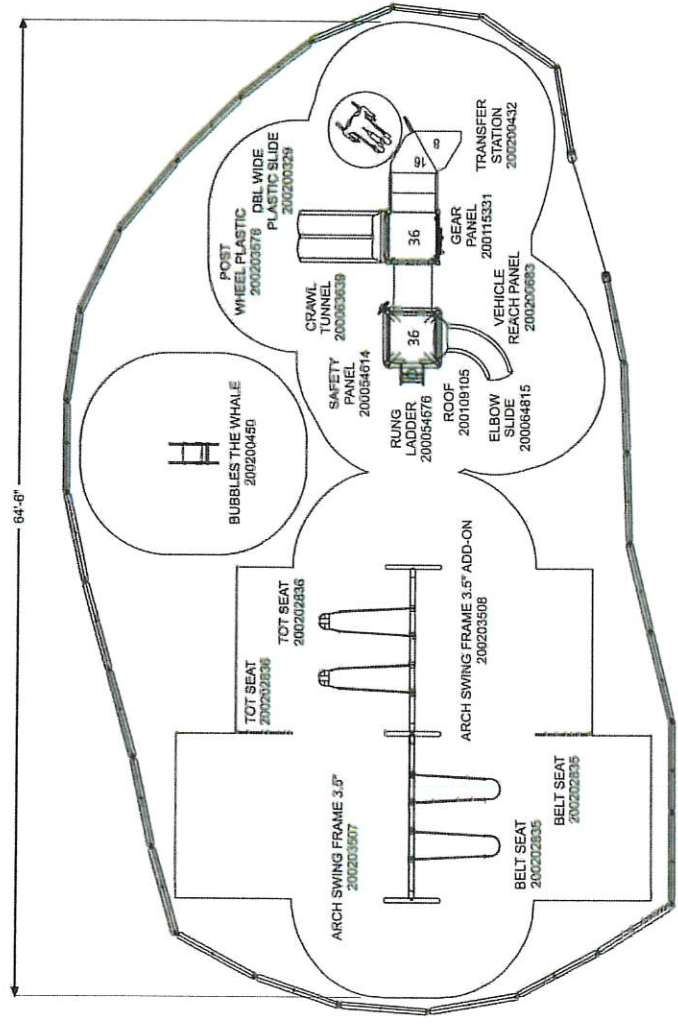 64'-6"
POST
WHEEL PLASTIC
200203576
DBL WIDE
PLASTIC SLIDE
200200329
CRAWL
TUNNEL
200063639
SAFETY
PANEL
200054614
RUNG
LADDER
200054576
ROOF
200109105
ELBOW
SLIDE
200064815
VEHICLE
REACH PANEL
200200683
GEAR
PANEL
200115331
TRANSFER
STATION
200200432
36
36
16
8
BUBBLES THE WHALE
200200450
TOT SEAT
200202836
TOT SEAT
200202836
ARCH SWING FRAME 3.5" ADD-ON
200203508
ARCH SWING FRAME 3.5"
200203507
BELT SEAT
200202835
BELT SEAT
200202835